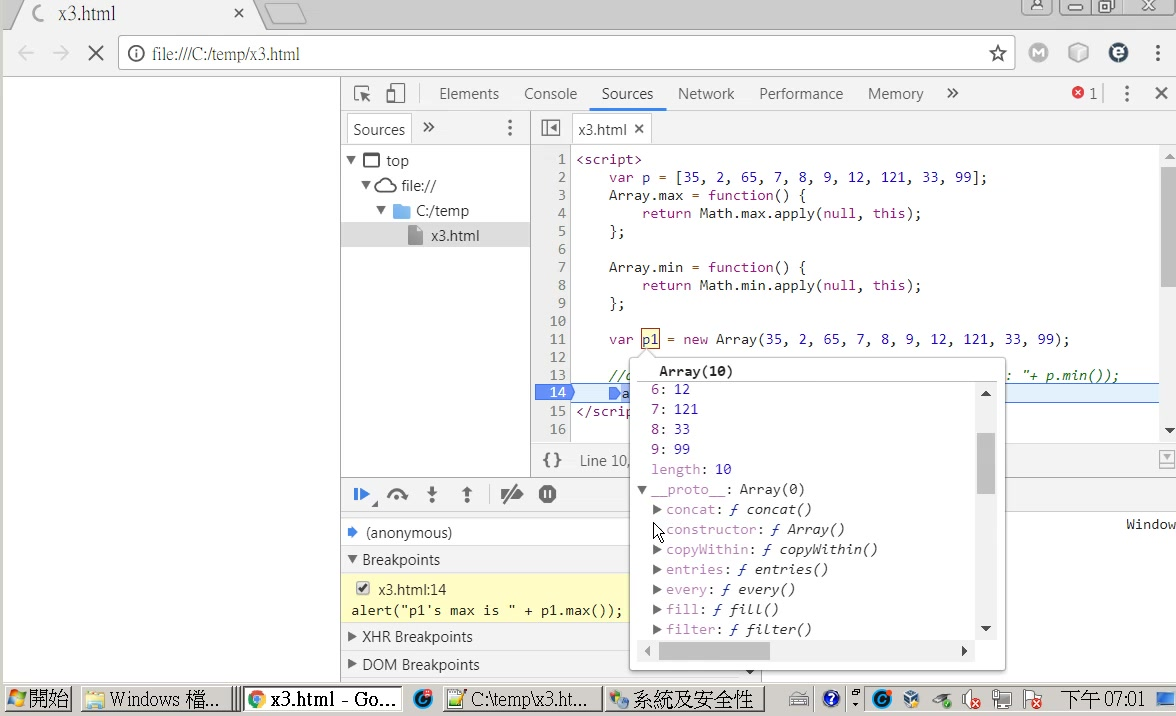 x3.html
file:///C:/temp/x3.html
Elements Console Sources Network Performance Memory » 1
Sources »
x3.html
top
file://
C:/temp
x3.html
1 <script>
2 var p = [35, 2, 65, 7, 8, 9, 12, 121, 33, 99];
3 Array.max = function() {
4 return Math.max.apply(null, this);
5 };
6
7 Array.min = function() {
8 return Math.min.apply(null, this);
9 };
10
11 var p1 = new Array(35, 2, 65, 7, 8, 9, 12, 121, 33, 99);
12
13 : "+ p.min());
14 a
15 </scrip
16
{} Line 10,
Array(10)
6: 12
7: 121
8: 33
9: 99
length: 10
__proto__: Array(0)
concat: ƒ concat()
constructor: ƒ Array()
copyWithin: ƒ copyWithin()
entries: ƒ entries()
every: ƒ every()
fill: ƒ fill()
filter: ƒ filter()
(anonymous)
Window
Breakpoints
x3.html:14
alert("p1's max is " + p1.max());
XHR Breakpoints
DOM Breakpoints
開始 Windows 檔... x3.html - Go... C:\temp\x3.ht... 系統及安全性 下午 07:01